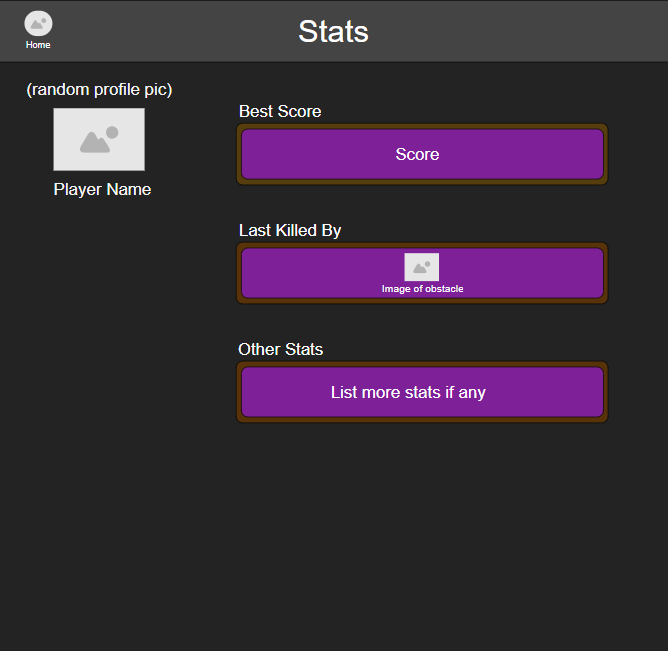 Stats
Home
(random profile pic)
Player Name
Best Score
Score
Last Killed By
Image of obstacle
Other Stats
List more stats if any